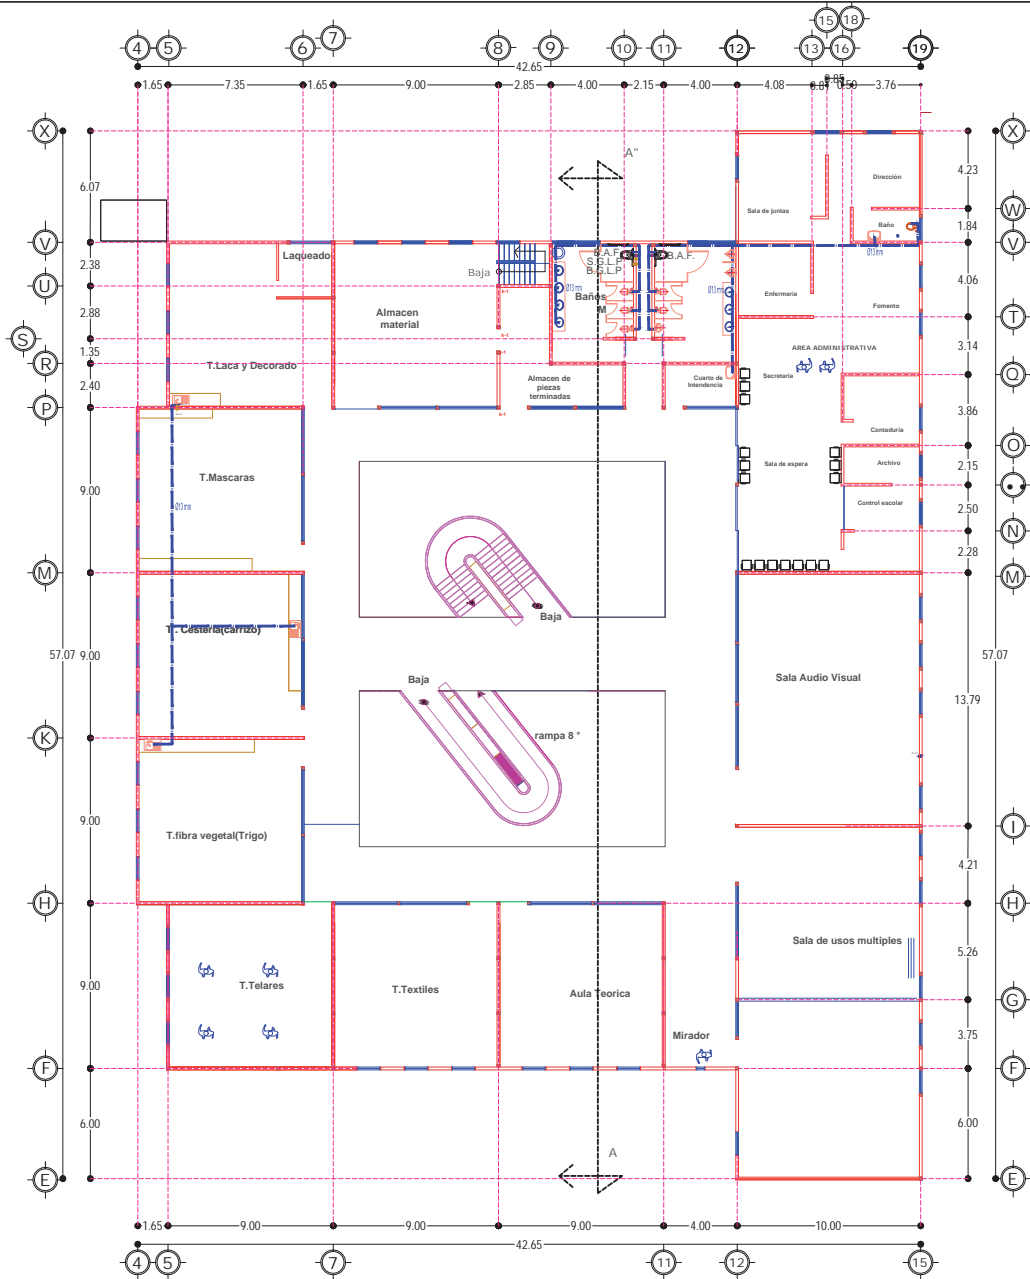 15 18
4 5 6 7 8 9 10 11 12 13 16 19
42.65
1.65 7.35 1.65 9.00 2.85 4.00 2.15 4.00 4.08 0.50 3.76
X
X
A"
6.07
4.23
Dirección
W
Sala de juntas
Baño
1.84
V
V
Laqueado
B.A.F.
S.G.L.P
B.G.L.P
B.A.F.
Ø13mm
2.38
Baja
4.06
U
Ø13mm
Ø13mm
Baños
M
Enfermería
Fomento
2.88
Almacen
material
T
S
3.14
1.35
AREA ADMINISTRATIVA
R
T.Laca y Decorado
Almacen de
piezas
terminadas
Cuarto de
Intendencia
Secretaria
Q
2.40
3.86
P
Contaduría
O
Sala de espera
Archivo
2.15
T.Mascaras
9.00
Ø13mm
Control escolar
2.50
N
2.28
M
M
Baja
T. Cestería(carrizo)
57.07
9.00
57.07
Baja
Sala Audio Visual
13.79
K
rampa 8 °
9.00
T.fibra vegetal(Trigo)
I
4.21
H
H
Sala de usos multiples
5.26
9.00
T.Telares
T.Textiles
Aula Teorica
G
Mirador
3.75
F
F
6.00
6.00
A
E
E
1.65 9.00 9.00 9.00 4.00 10.00
42.65
4 5 7 11 12 15